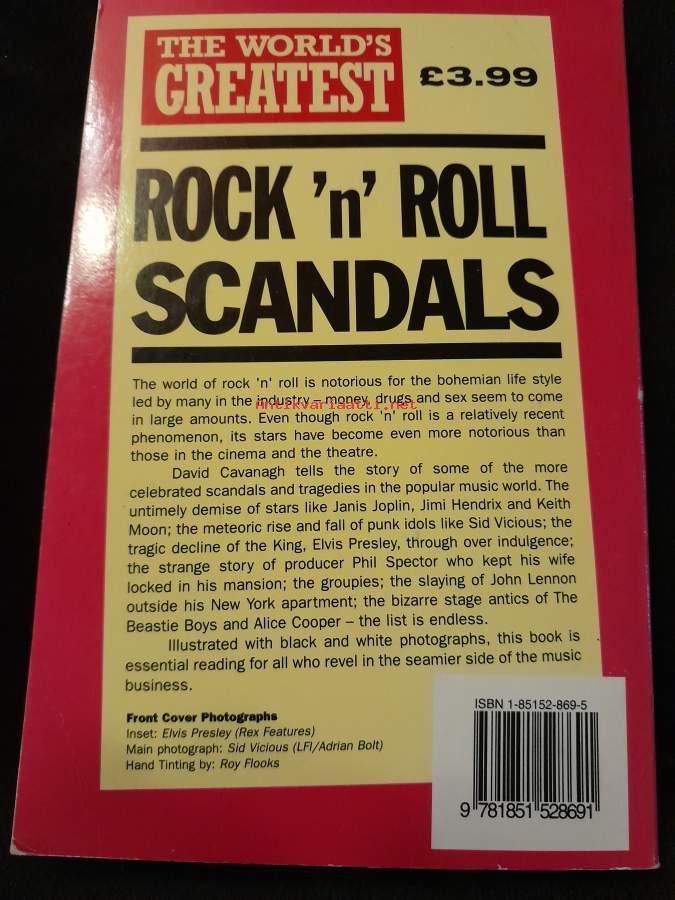 THE WORLD'S
GREATEST
£3.99
ROCK 'n' ROLL
SCANDALS
The world of rock 'n' roll is notorious for the bohemian life style
led by many in the industry – money, drugs and sex seem to come
Antikvariaatti.net
in large amounts. Even though rock 'n' roll is a relatively recent
phenomenon, its stars have become even more notorious than
those in the cinema and the theatre.
David Cavanagh tells the story of some of the more
celebrated scandals and tragedies in the popular music world. The
untimely demise of stars like Janis Joplin, Jimi Hendrix and Keith
Moon; the meteoric rise and fall of punk idols like Sid Vicious; the
tragic decline of the King, Elvis Presley, through over indulgence;
the strange story of producer Phil Spector who kept his wife
locked in his mansion; the groupies; the slaying of John Lennon
outside his New York apartment; the bizarre stage antics of The
Beastie Boys and Alice Cooper – the list is endless.
Illustrated with black and white photographs, this book is
essential reading for all who revel in the seamier side of the music
business.
Front Cover Photographs
Inset: Elvis Presley (Rex Features)
Main photograph: Sid Vicious (LFI/Adrian Bolt)
Hand Tinting by: Roy Flooks
ISBN 1-85152-869-5
9 781851 528691